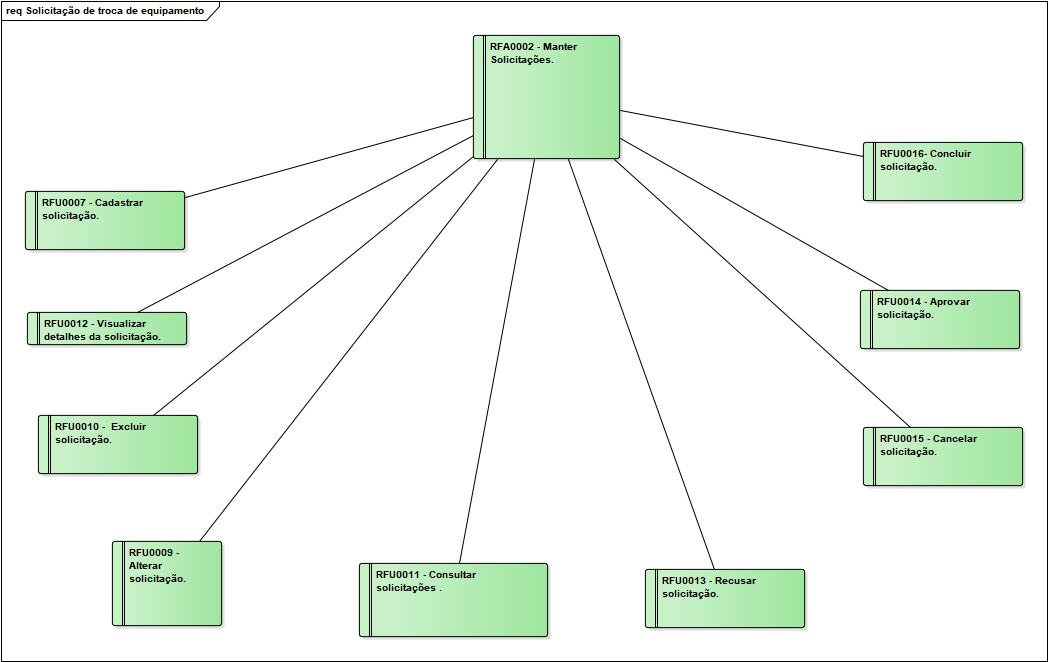 req Solicitação de troca de equipamento
RFA0002 - Manter
Solicitações.
RFU0016- Concluir
solicitação.
RFU0007 - Cadastrar
solicitação.
RFU0014 - Aprovar
solicitação.
RFU0012 - Visualizar
detalhes da solicitação.
RFU0010 -  Excluir
solicitação.
RFU0015 - Cancelar
solicitação.
RFU0009 -
Alterar
solicitação.
RFU0011 - Consultar
solicitações .
RFU0013 - Recusar
solicitação.